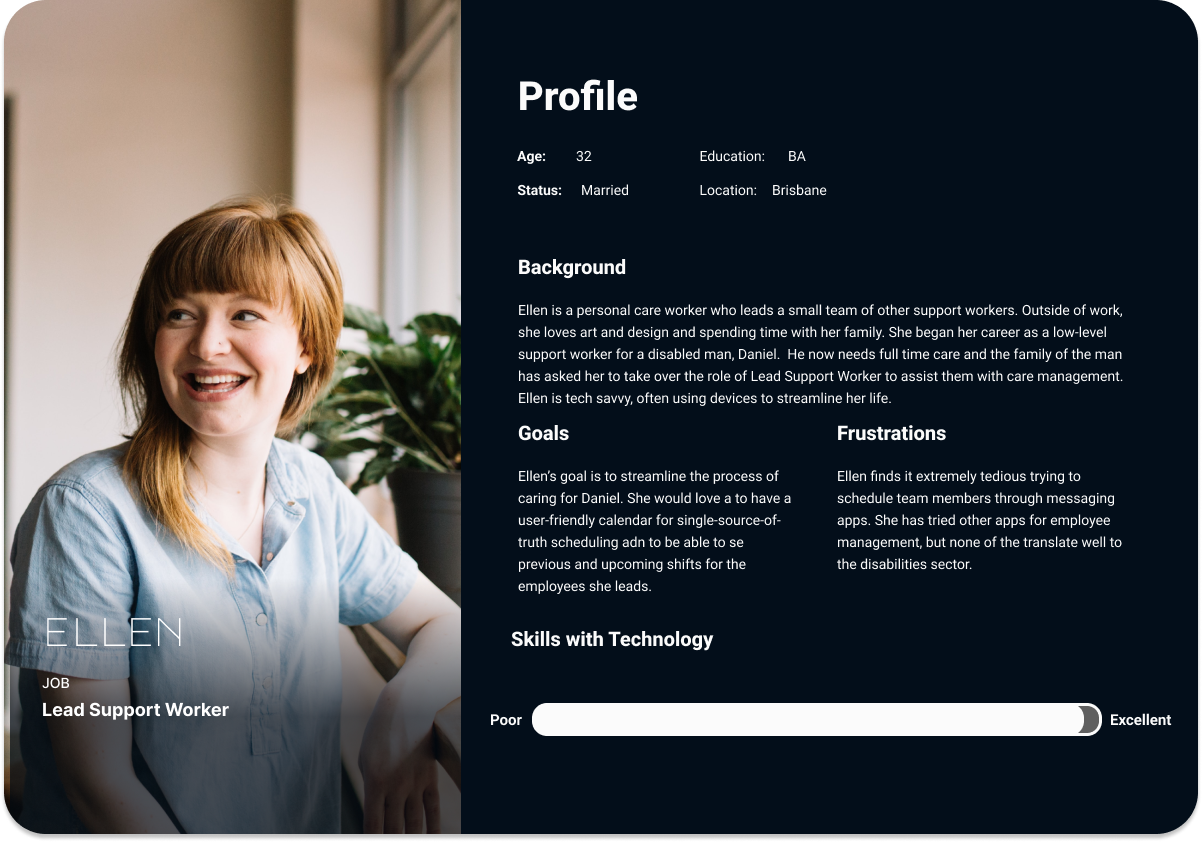 Profile
Age: 32 Education: BA
Status: Married Location: Brisbane
Background
Ellen is a personal care worker who leads a small team of other support workers. Outside of work,
she loves art and design and spending time with her family. She began her career as a low-level
support worker for a disabled man, Daniel.  He now needs full time care and the family of the man
has asked her to take over the role of Lead Support Worker to assist them with care management.
Ellen is tech savvy, often using devices to streamline her life.
Goals
Ellen’s goal is to streamline the process of
caring for Daniel. She would love a to have a
user-friendly calendar for single-source-of-
truth scheduling adn to be able to se
previous and upcoming shifts for the
employees she leads.
Frustrations
Ellen finds it extremely tedious trying to
schedule team members through messaging
apps. She has tried other apps for employee
management, but none of the translate well to
the disabilities sector.
Skills with Technology
Poor Excellent
ELLEN
JOB
Lead Support Worker